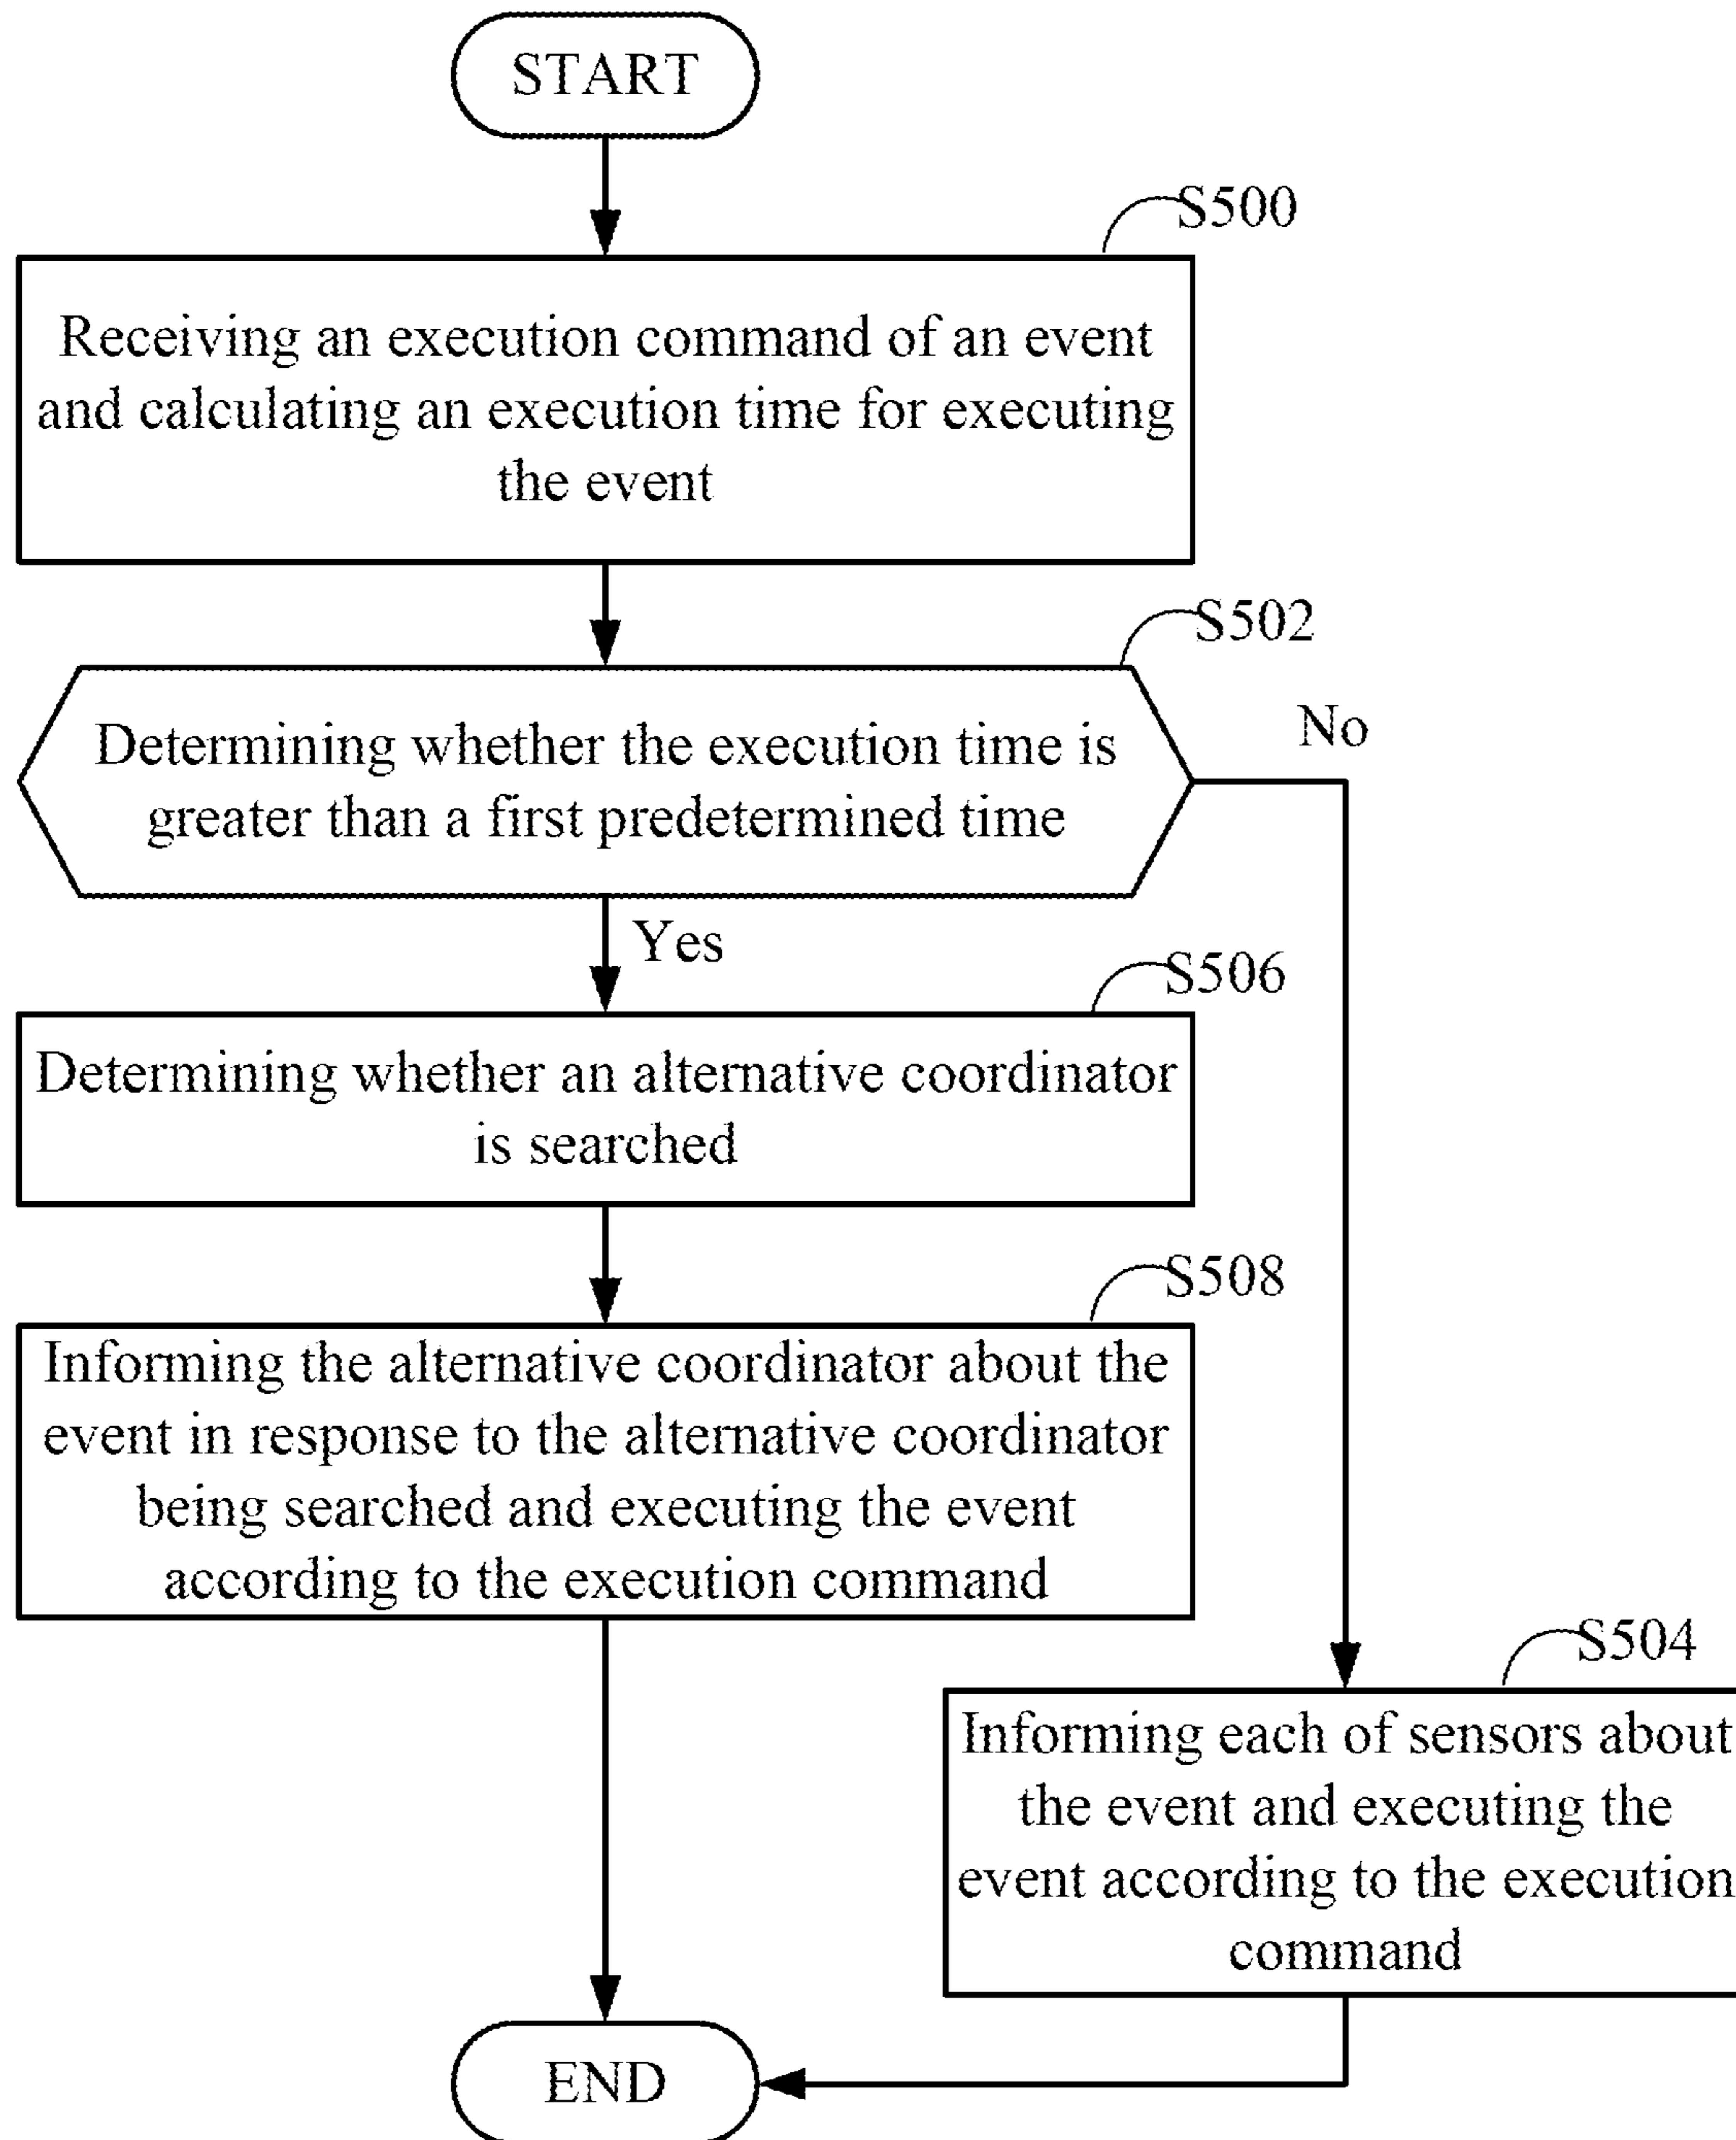 START
S500
Receiving an execution command of an event
and calculating an execution time for executing
the event
S502
Determining whether the execution time is
greater than a first predetermined time
No
Yes
S506
Determining whether an alternative coordinator
is searched
S508
Informing the alternative coordinator about the
event in response to the alternative coordinator
being searched and executing the event
according to the execution command
S504
Informing each of sensors about
the event and executing the
event according to the execution
command
END